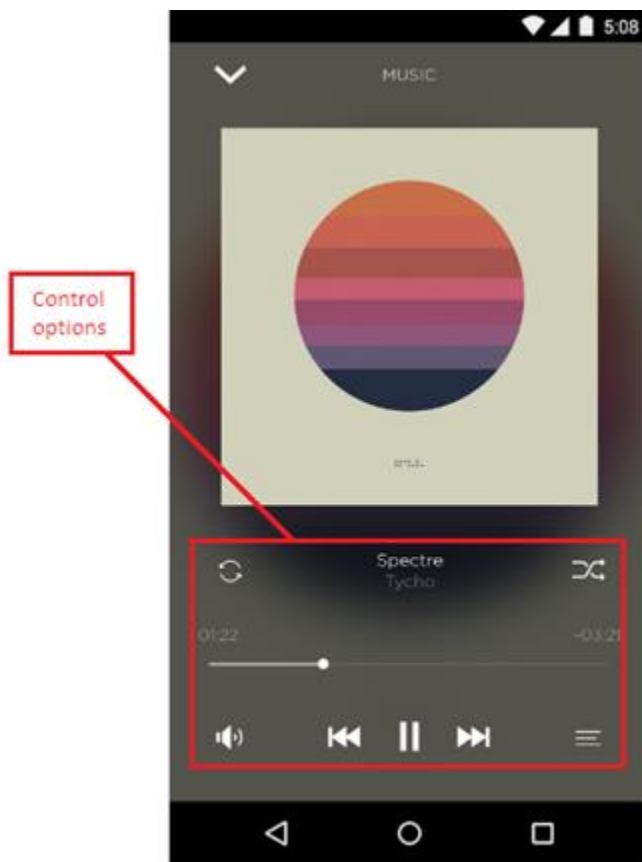 5:08
MUSIC
Control
options
Spectre
Tycho
01:22
-03:21